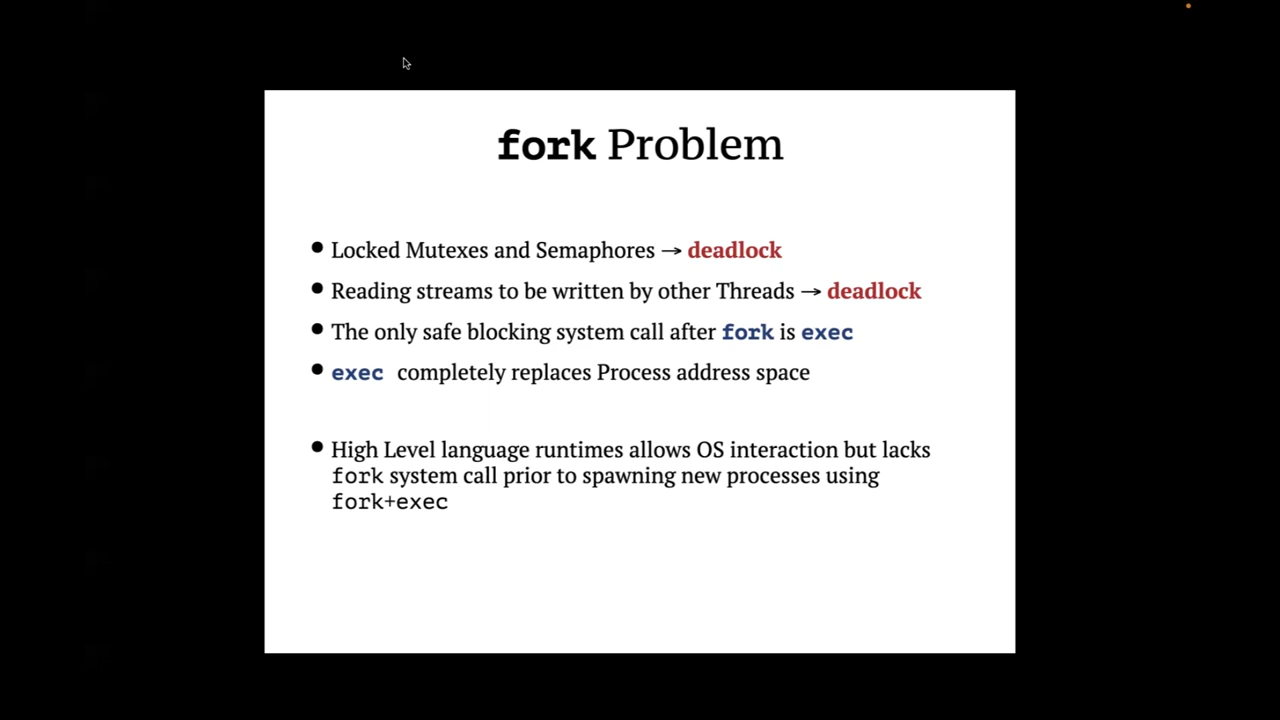 fork Problem
Locked Mutexes and Semaphores → deadlock
Reading streams to be written by other Threads → deadlock
The only safe blocking system call after fork is exec
exec completely replaces Process address space
High Level language runtimes allows OS interaction but lacks
fork system call prior to spawning new processes using
fork+exec